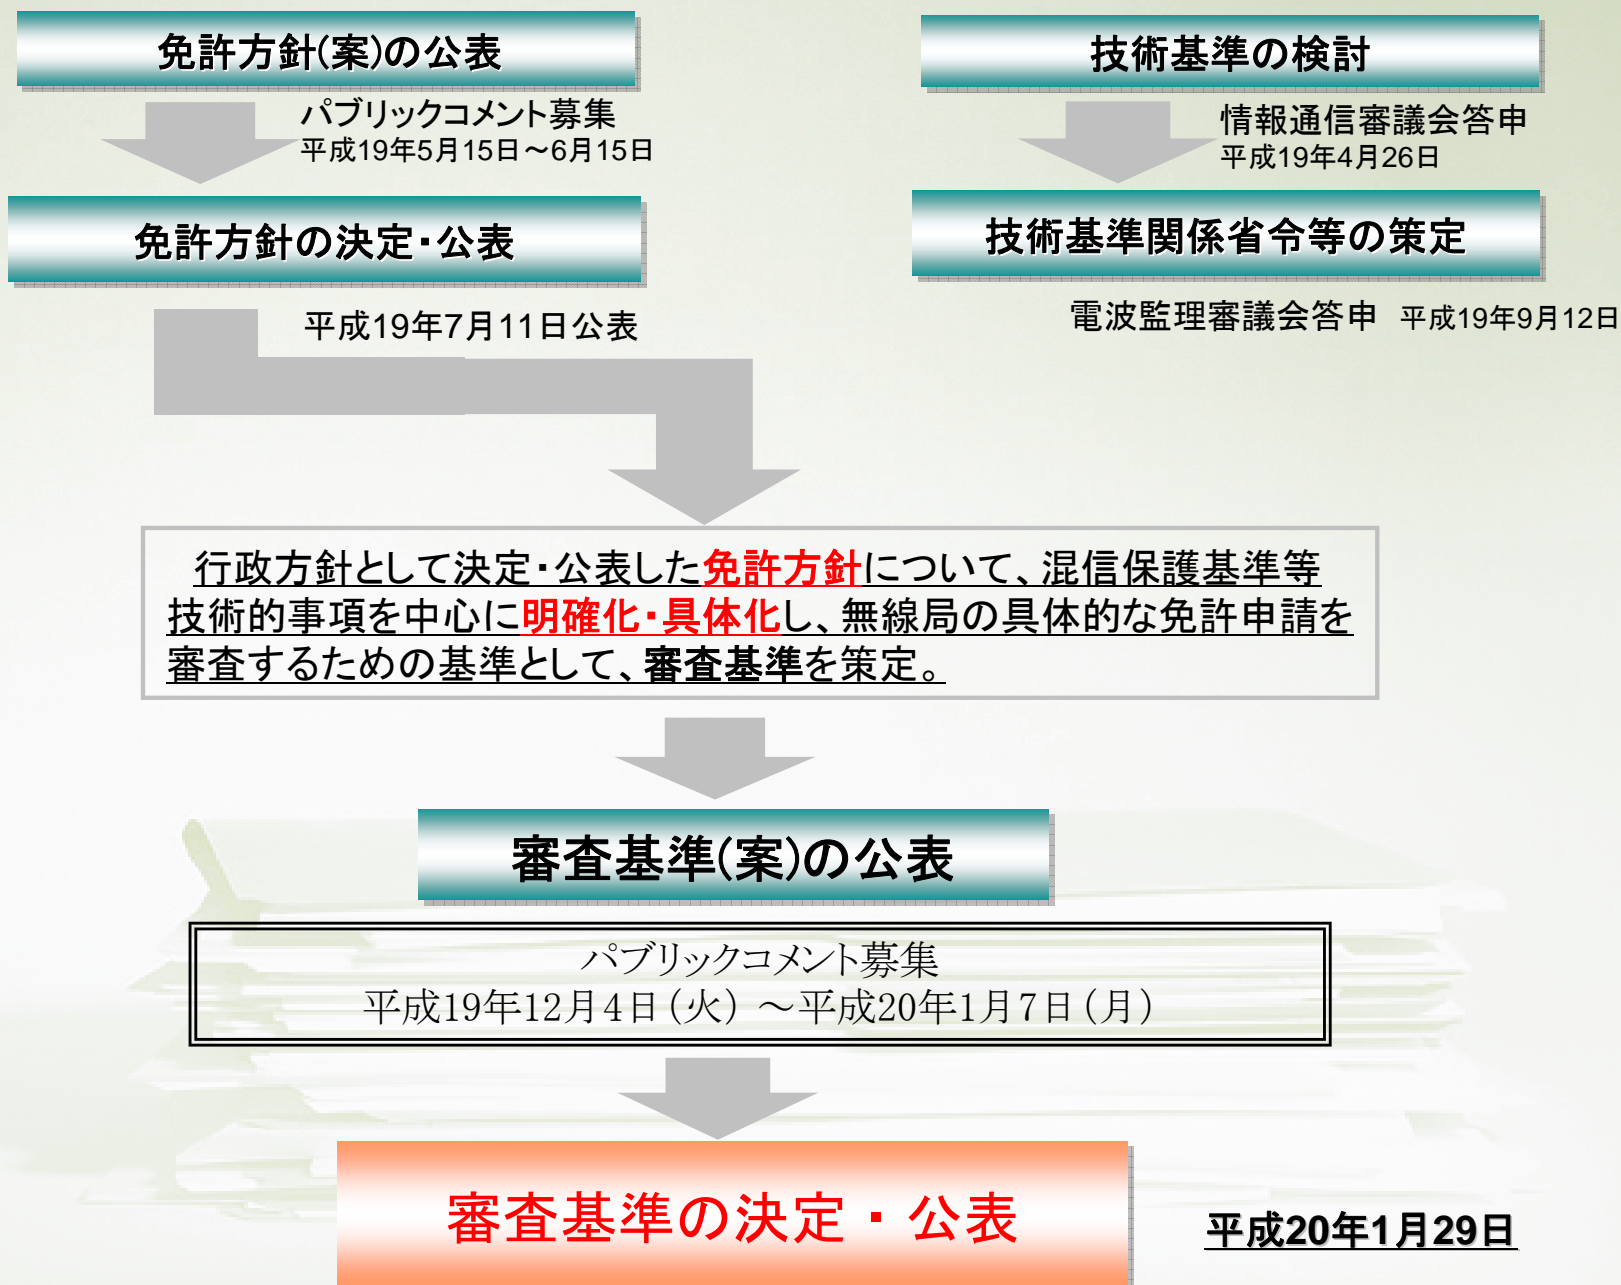 免許方針(案)の公表
パブリックコメント募集
平成19年5月15日～6月15日
免許方針の決定・公表
平成19年7月11日公表
技術基準の検討
情報通信審議会答申
平成19年4月26日
技術基準関係省令等の策定
電波監理審議会答申 平成19年9月12日
行政方針として決定・公表した免許方針について、混信保護基準等
技術的事項を中心に明確化・具体化し、無線局の具体的な免許申請を
審査するための基準として、審査基準を策定。
審査基準(案)の公表
パブリックコメント募集
平成19年12月4日(火) ～平成20年1月7日(月)
審査基準の決定・公表
平成20年1月29日